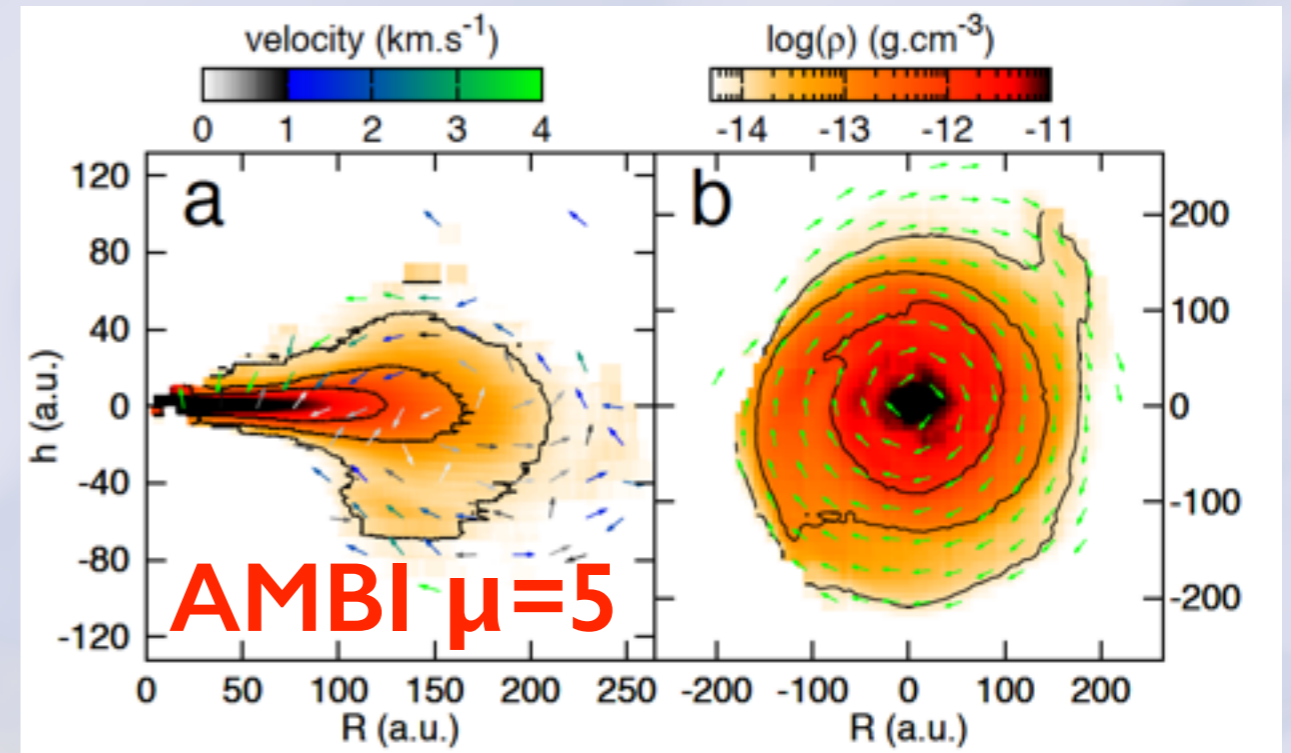 velocity (km.s⁻¹)
log(ρ) (g.cm⁻³)
0 1 2 3 4
-14 -13 -12 -11
a
b
120
80
40
0
-40
-80
-120
h (a.u.)
200
100
0
-100
-200
AMBI μ=5
0 50 100 150 200 250
-200 -100 0 100 200
R (a.u.)
R (a.u.)